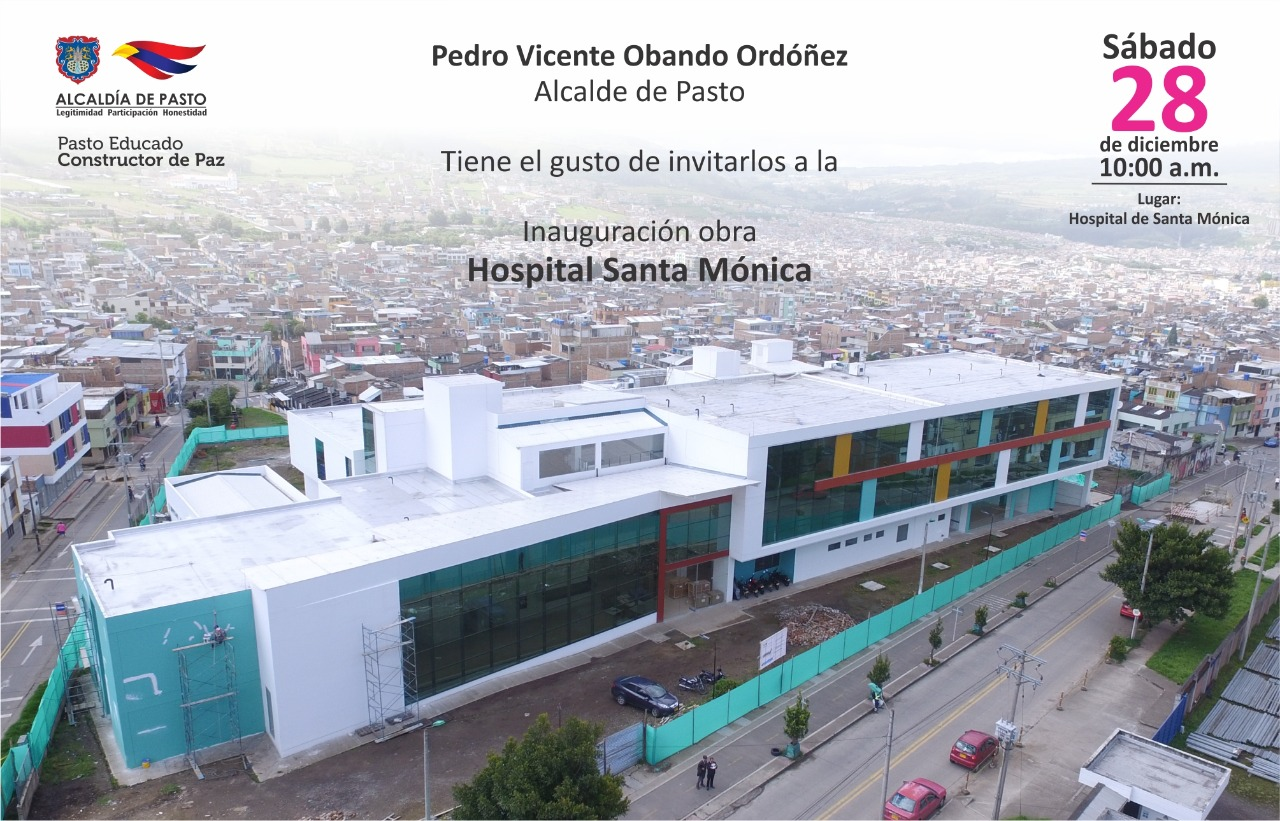 ALCALDÍA DE PASTO
Legitimidad Participación Honestidad
Pasto Educado
Constructor de Paz
Pedro Vicente Obando Ordóñez
Alcalde de Pasto
Tiene el gusto de invitarlos a la
Inauguración obra
Hospital Santa Mónica
Sábado
28
de diciembre
10:00 a.m.
Lugar:
Hospital de Santa Mónica